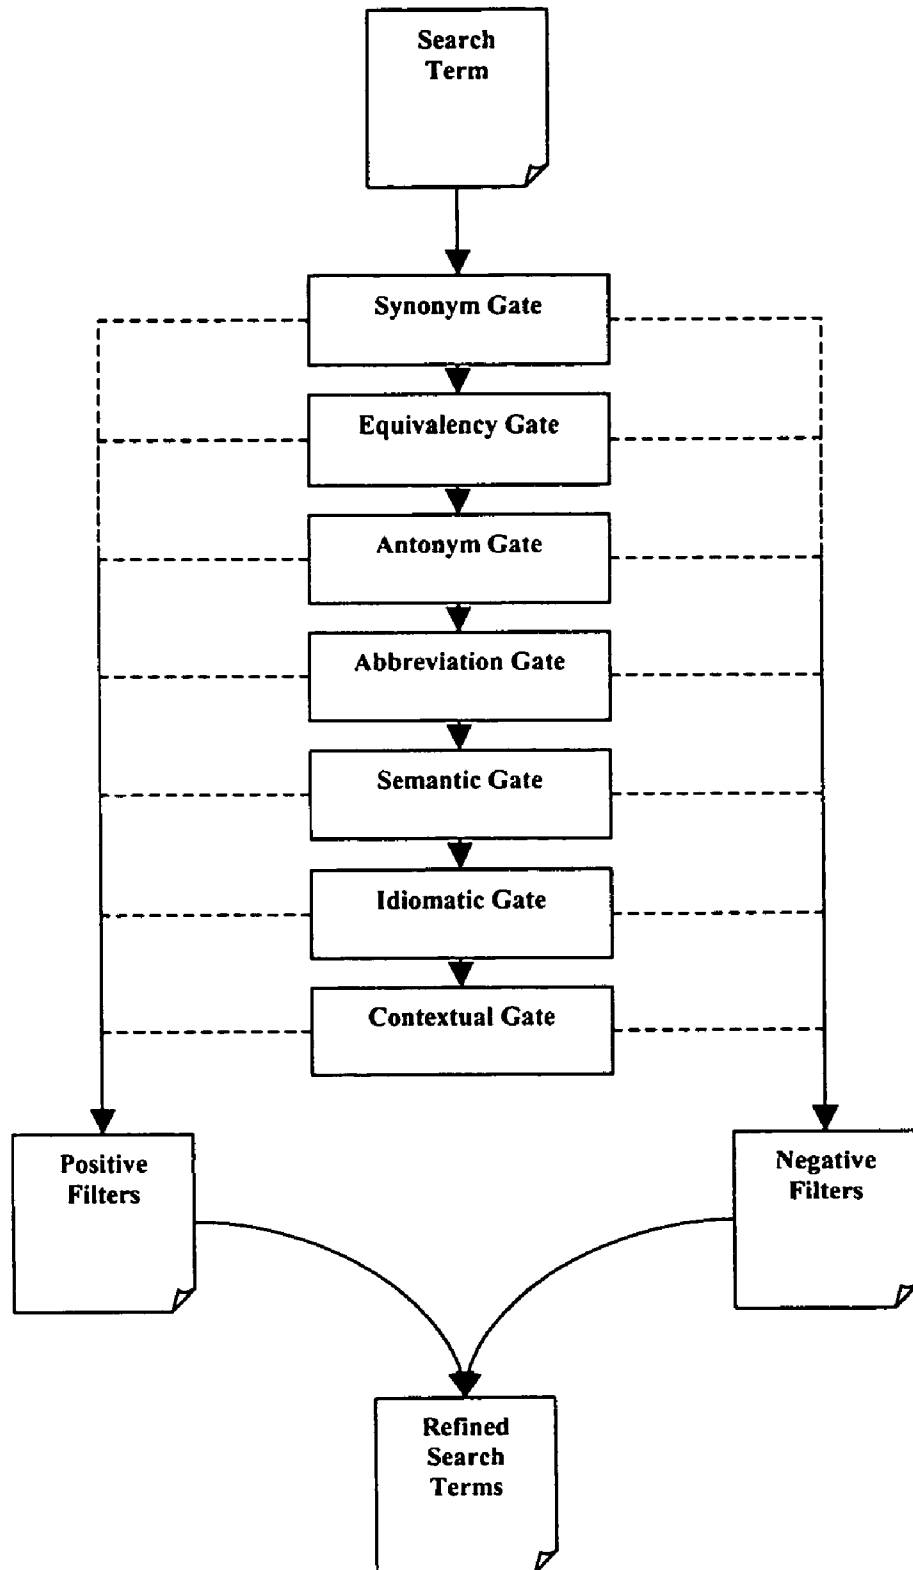 Search
Term
Synonym Gate
Equivalency Gate
Antonym Gate
Abbreviation Gate
Semantic Gate
Idiomatic Gate
Contextual Gate
Positive
Filters
Negative
Filters
Refined
Search
Terms